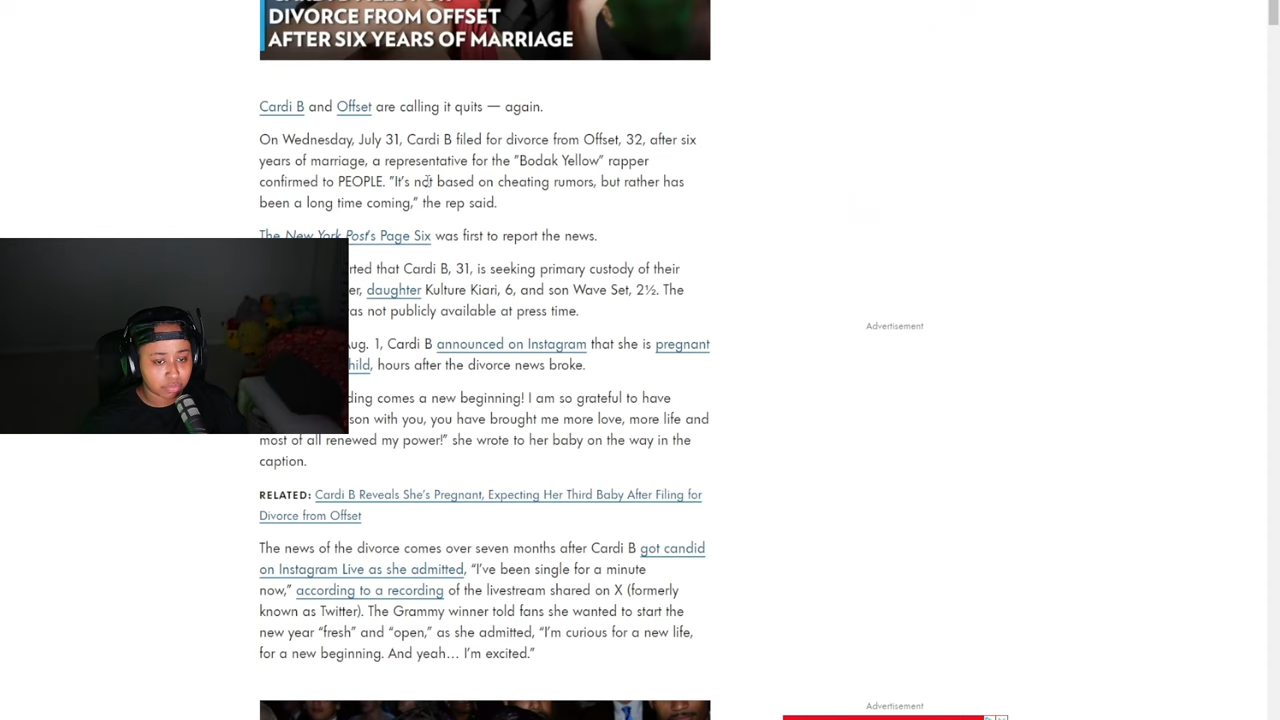 DIVORCE FROM OFFSET
AFTER SIX YEARS OF MARRIAGE
Cardi B and Offset are calling it quits — again.
On Wednesday, July 31, Cardi B filed for divorce from Offset, 32, after six
years of marriage, a representative for the "Bodak Yellow" rapper
confirmed to PEOPLE. "It's not based on cheating rumors, but rather has
been a long time coming," the rep said.
The New York Post's Page Six was first to report the news.
that Cardi B, 31, is seeking primary custody of their
daughter Kulture Kiari, 6, and son Wave Set, 2½. The
was not publicly available at press time.
Aug. 1, Cardi B announced on Instagram that she is pregnant
hours after the divorce news broke.
comes a new beginning! I am so grateful to have
with you, you have brought me more love, more life and
most of all renewed my power!" she wrote to her baby on the way in the
caption.
RELATED: Cardi B Reveals She's Pregnant, Expecting Her Third Baby After Filing for
Divorce from Offset
The news of the divorce comes over seven months after Cardi B got candid
on Instagram Live as she admitted, "I've been single for a minute
now," according to a recording of the livestream shared on X (formerly
known as Twitter). The Grammy winner told fans she wanted to start the
new year "fresh" and "open," as she admitted, "I'm curious for a new life,
for a new beginning. And yeah… I'm excited."
Advertisement
Advertisement